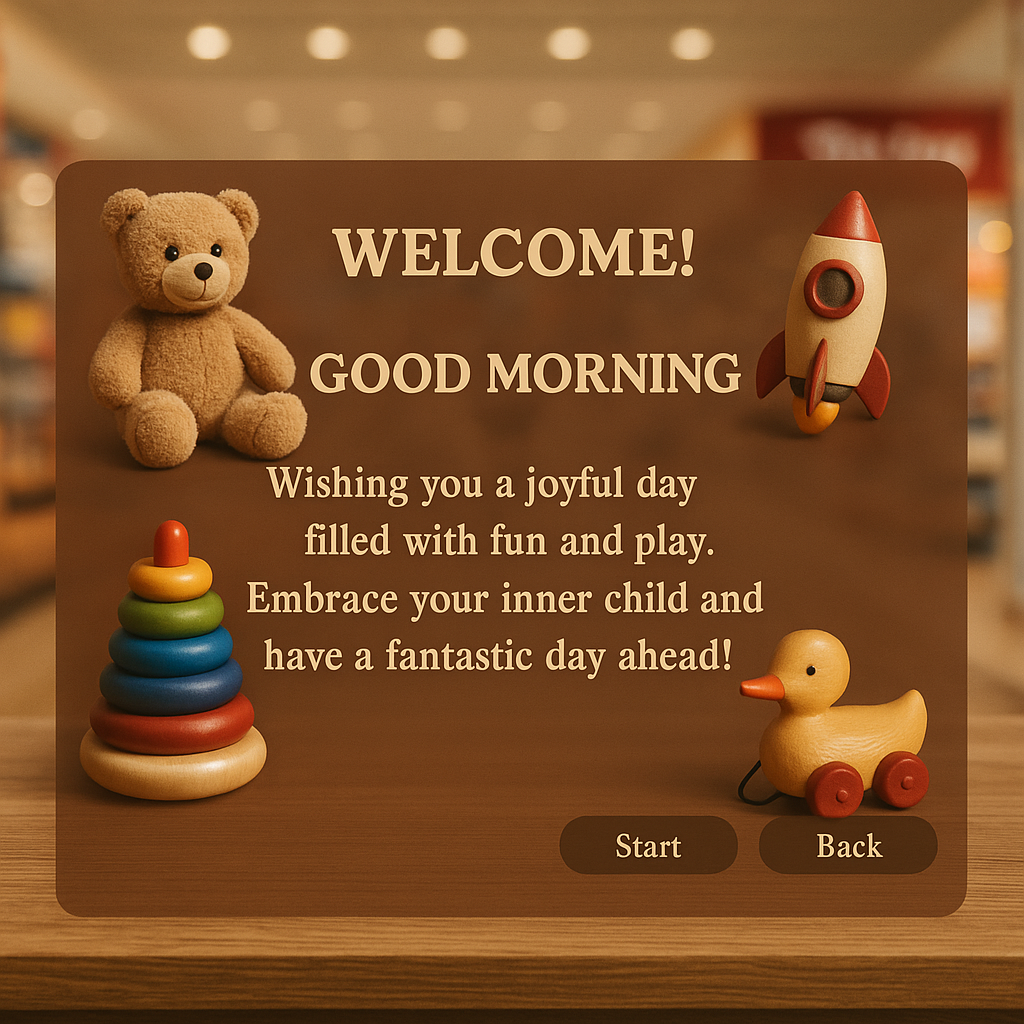 WELCOME!
GOOD MORNING
Wishing you a joyful day
filled with fun and play.
Embrace your inner child and
have a fantastic day ahead!
Start
Back